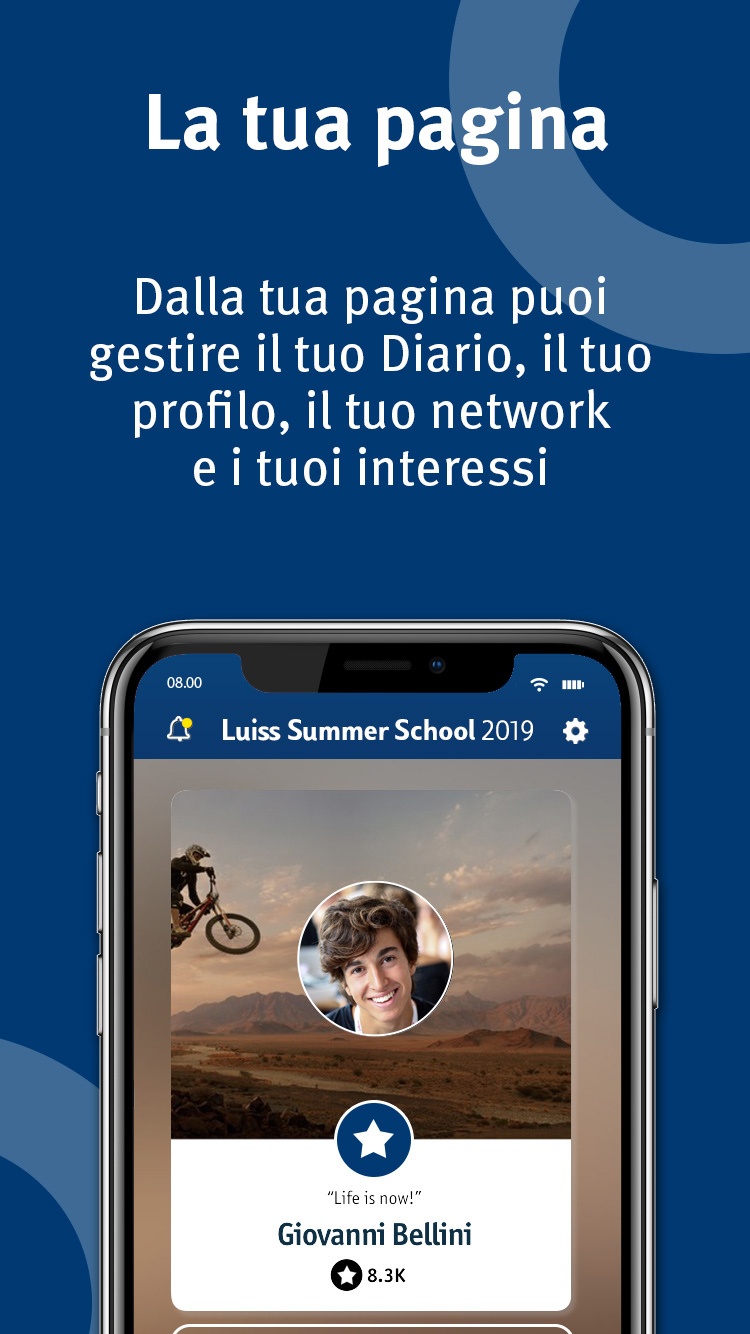 La tua pagina
Dalla tua pagina puoi
gestire il tuo Diario, il tuo
profilo, il tuo network
e i tuoi interessi
08.00
Luiss Summer School 2019
“Life is now!”
Giovanni Bellini
8.3K